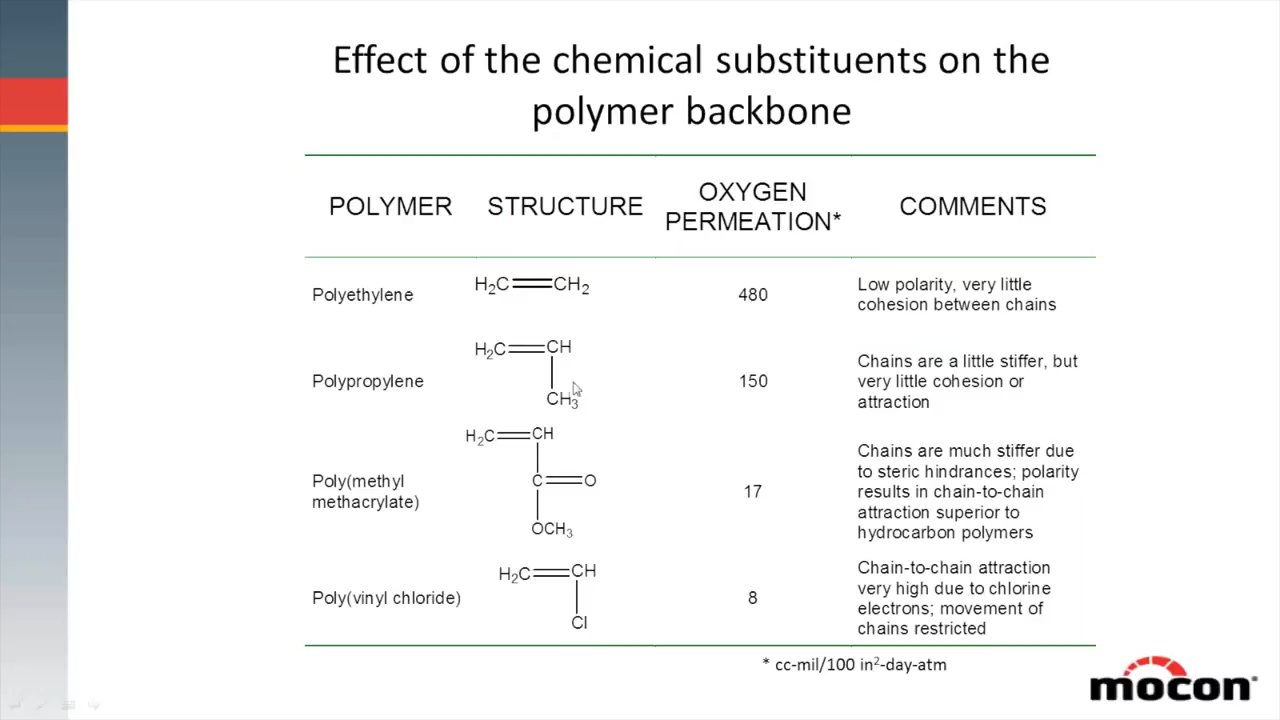 Effect of the chemical substituents on the
polymer backbone
POLYMER
STRUCTURE
OXYGEN
PERMEATION*
COMMENTS
Polyethylene
H₂C CH₂
480
Low polarity, very little
cohesion between chains
Polypropylene
H₂C CH
CH₃
150
Chains are a little stiffer, but
very little cohesion or
attraction
Poly(methyl
methacrylate)
H₂C CH
C O
OCH₃
17
Chains are much stiffer due
to steric hindrances; polarity
results in chain-to-chain
attraction superior to
hydrocarbon polymers
Poly(vinyl chloride)
H₂C CH
Cl
8
Chain-to-chain attraction
very high due to chlorine
electrons; movement of
chains restricted
* cc-mil/100 in²-day-atm
mocon®